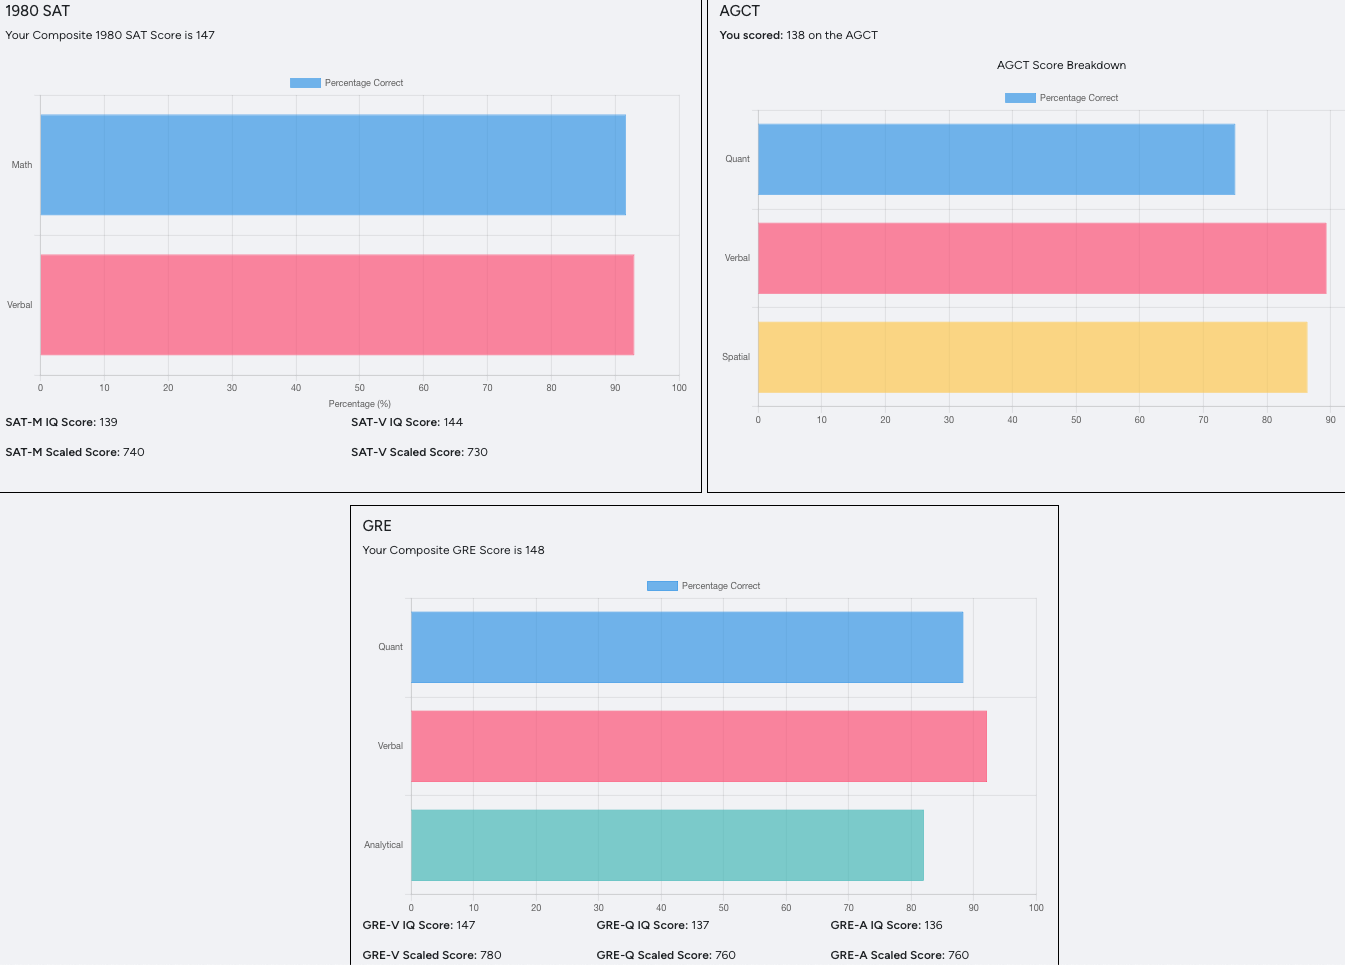 1980 SAT
Your Composite 1980 SAT Score is 147
Percentage Correct
Math
Verbal
0 10 20 30 40 50 60 70 80 90 100
Percentage (%)
SAT-M IQ Score: 139 SAT-V IQ Score: 144
SAT-M Scaled Score: 740 SAT-V Scaled Score: 730
AGCT
You scored: 138 on the AGCT
AGCT Score Breakdown
Percentage Correct
Quant
Verbal
Spatial
0 10 20 30 40 50 60 70 80 90
GRE
Your Composite GRE Score is 148
Percentage Correct
Quant
Verbal
Analytical
0 10 20 30 40 50 60 70 80 90 100
GRE-V IQ Score: 147 GRE-Q IQ Score: 137 GRE-A IQ Score: 136
GRE-V Scaled Score: 780 GRE-Q Scaled Score: 760 GRE-A Scaled Score: 760